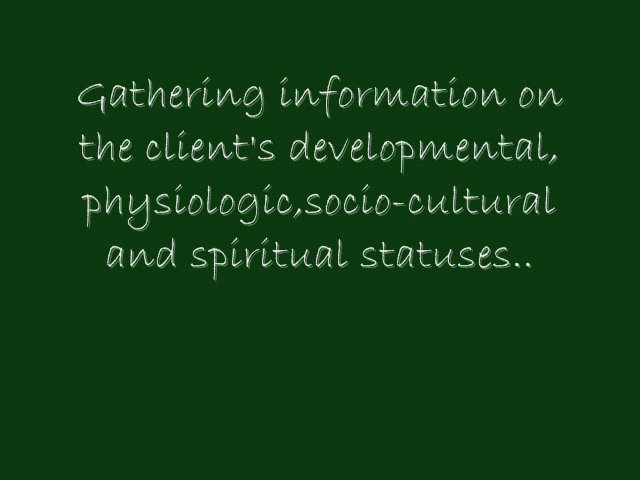 Gathering information on
the client's developmental,
physiologic,socio-cultural
and spiritual statuses..